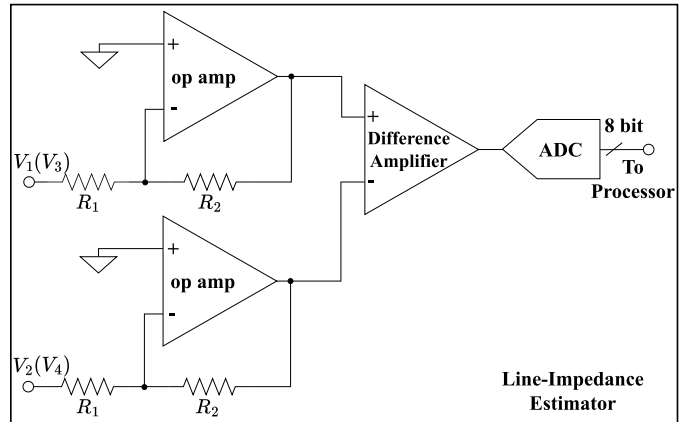 +
op amp
-
V₁(V₃)
R₁
R₂
+
Difference
Amplifier
-
ADC
8 bit
To
Processor
+
op amp
-
V₂(V₄)
R₁
R₂
Line-Impedance
Estimator